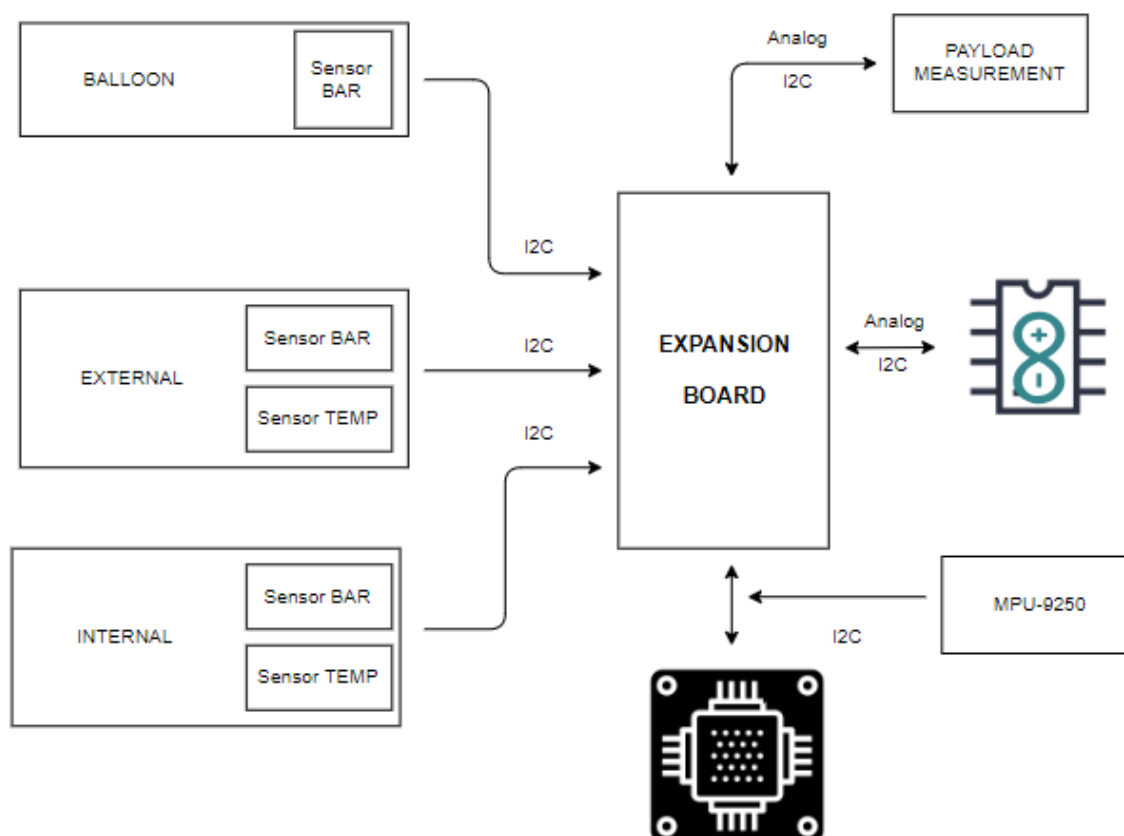 BALLOON
Sensor
BAR
Analog
I2C
PAYLOAD
MEASUREMENT
I2C
EXTERNAL
Sensor BAR
Sensor TEMP
I2C
EXPANSION
BOARD
Analog
I2C
I2C
INTERNAL
Sensor BAR
Sensor TEMP
MPU-9250
I2C